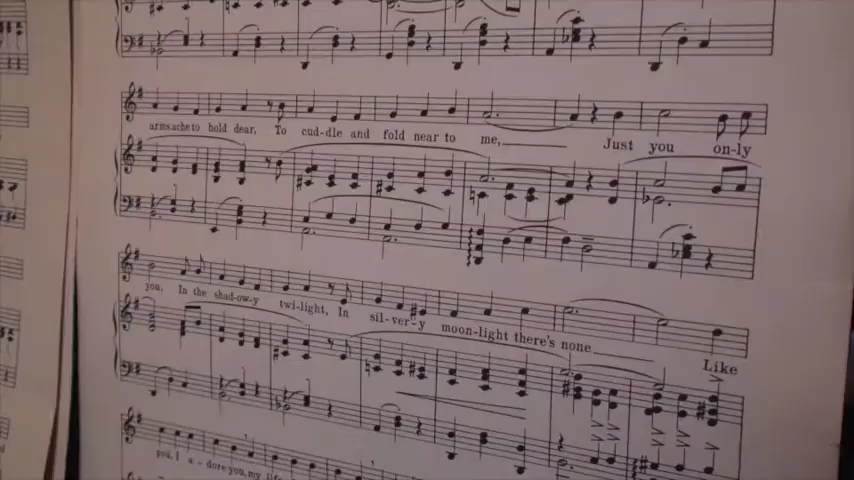 arms ache to hold dear, To cud-dle and fold near to me, Just you on-ly
you, In the shad-ow-y twi-light, In sil-ver-y moon-light there's none Like
you, I a-dore you, my life